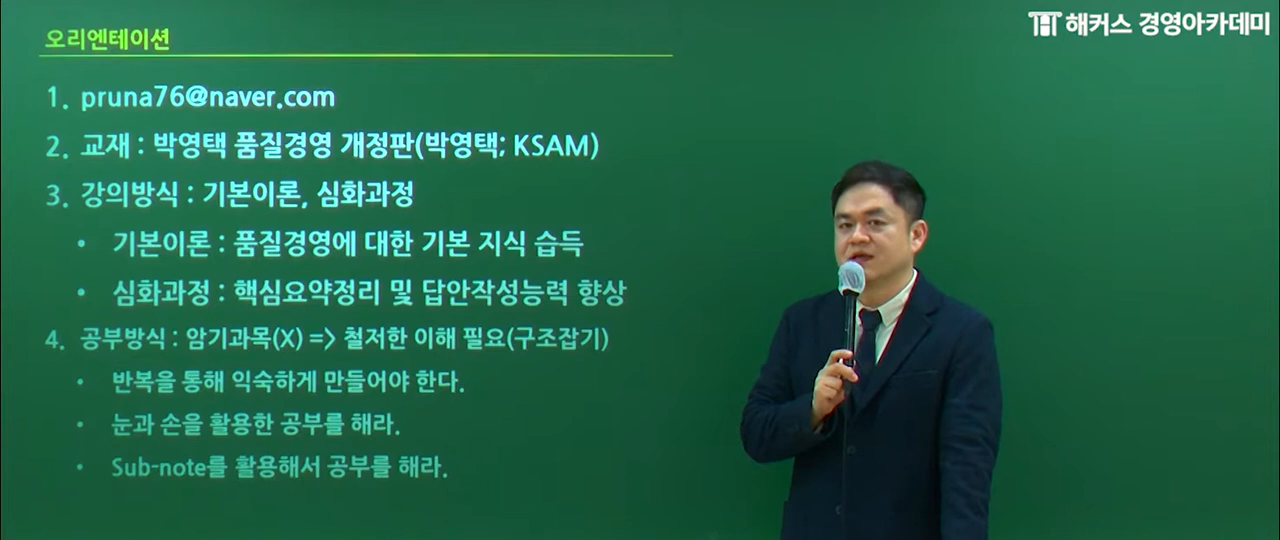 오리엔테이션
해커스 경영아카데미
1. pruna76@naver.com
2. 교재 : 박영택 품질경영 개정판(박영택; KSAM)
3. 강의방식 : 기본이론, 심화과정
• 기본이론 : 품질경영에 대한 기본 지식 습득
• 심화과정 : 핵심요약정리 및 답안작성능력 향상
4. 공부방식 : 암기과목(X) => 철저한 이해 필요(구조잡기)
• 반복을 통해 익숙하게 만들어야 한다.
• 눈과 손을 활용한 공부를 해라.
• Sub-note를 활용해서 공부를 해라.